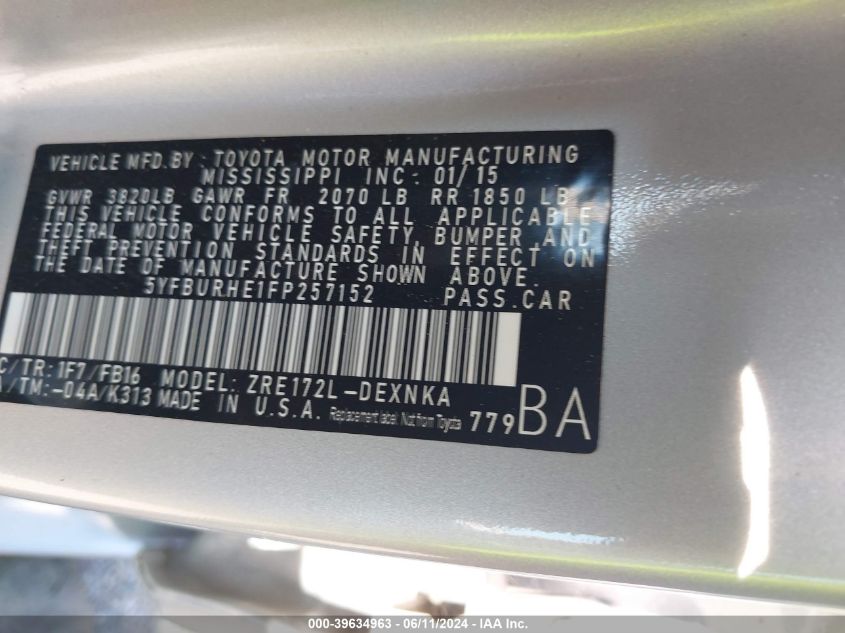 VEHICLE MFD.BY: TOYOTA MOTOR MANUFACTURING
MISSISSIPPI INC: 01/15
GVWR 3820LB GAWR FR 2070 LB RR 1850 LB
THIS VEHICLE CONFORMS TO ALL APPLICABLE
FEDERAL MOTOR VEHICLE SAFETY, BUMPER AND
THEFT PREVENTION STANDARDS IN EFFECT ON
THE DATE OF MANUFACTURE SHOWN ABOVE.
5YFBURHE1FP257152 PASS.CAR
C/TR: 1F7/FB16 MODEL: ZRE172L-DEXNKA
/TM:-04A/K313 MADE IN U.S.A. Replacement label. Not from Toyota 779BA
000-39634963 - 06/11/2024 - IAA Inc.